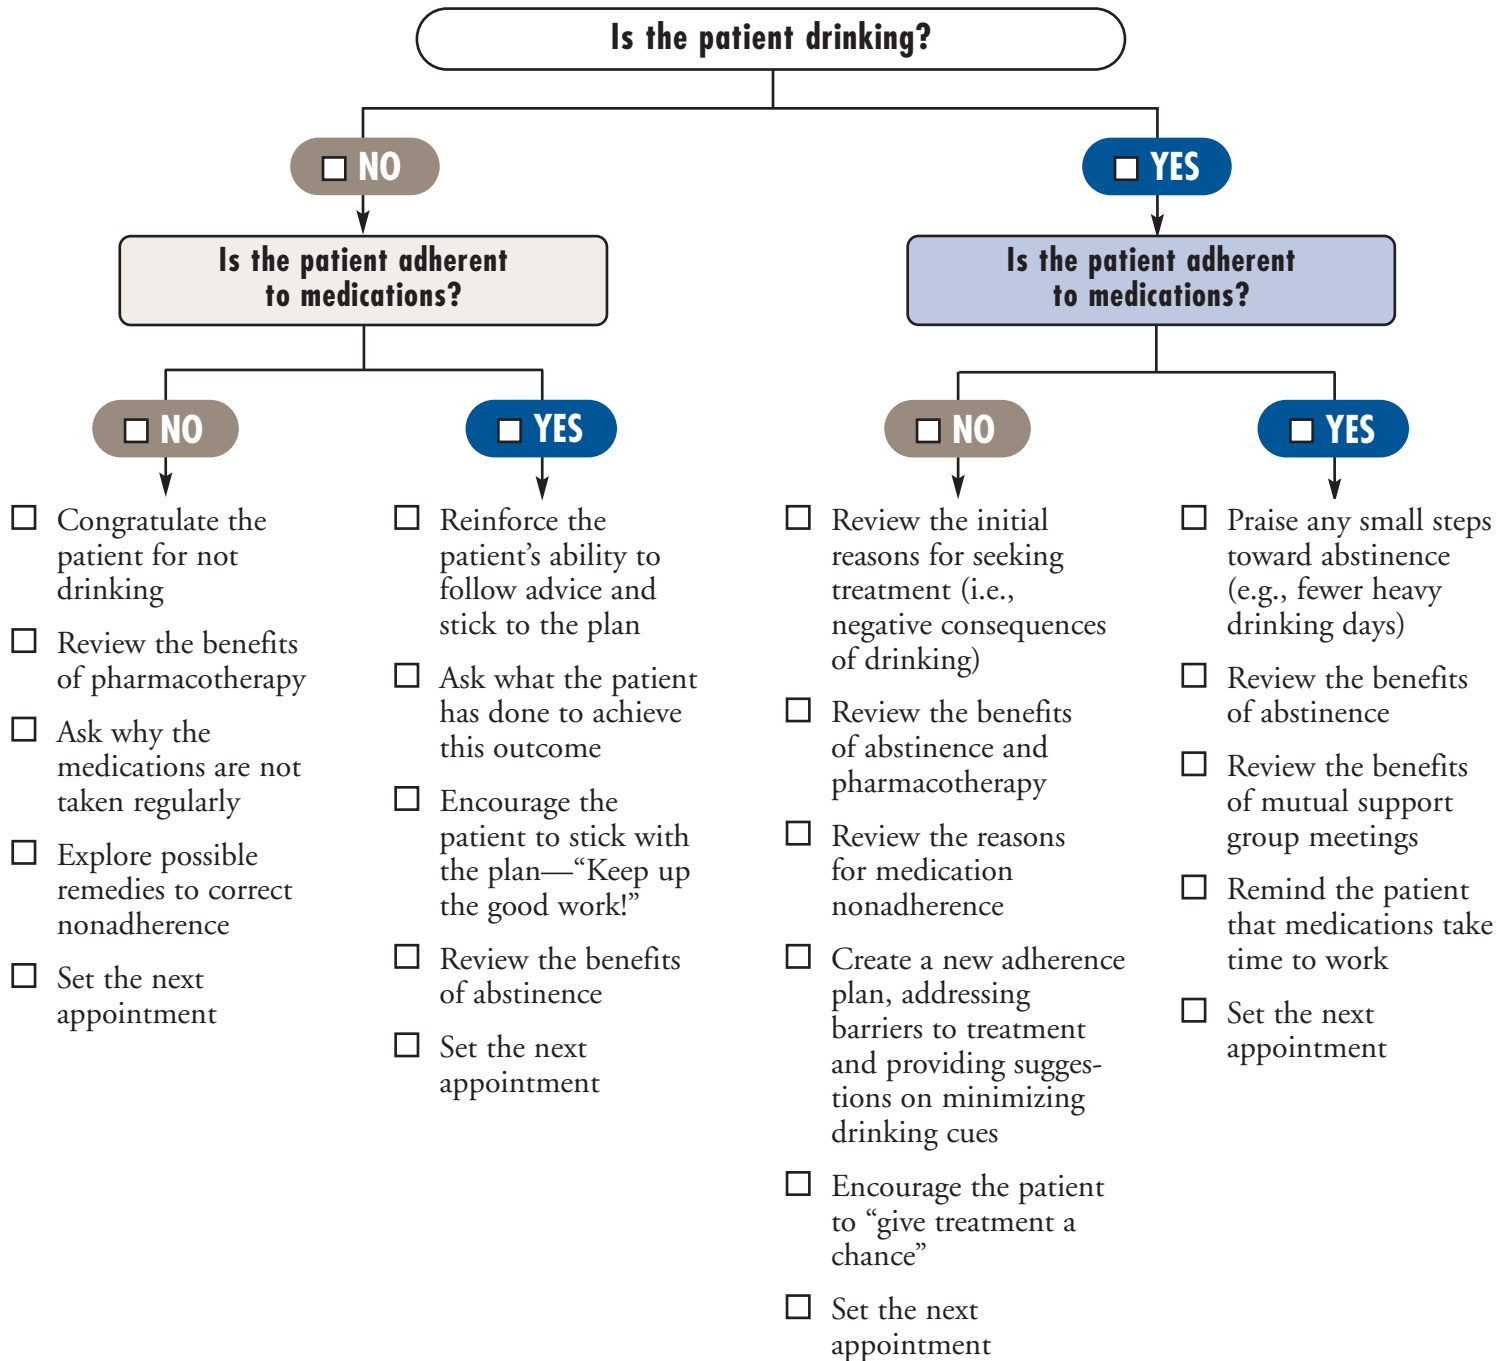 Is the patient drinking?
NO
YES
Is the patient adherent
to medications?
Is the patient adherent
to medications?
NO
YES
NO
YES
Congratulate the
patient for not
drinking
Review the benefits
of pharmacotherapy
Ask why the
medications are not
taken regularly
Explore possible
remedies to correct
nonadherence
Set the next
appointment
Reinforce the
patient’s ability to
follow advice and
stick to the plan
Ask what the patient
has done to achieve
this outcome
Encourage the
patient to stick with
the plan—“Keep up
the good work!”
Review the benefits
of abstinence
Set the next
appointment
Review the initial
reasons for seeking
treatment (i.e.,
negative consequences
of drinking)
Review the benefits
of abstinence and
pharmacotherapy
Review the reasons
for medication
nonadherence
Create a new adherence
plan, addressing
barriers to treatment
and providing sugges-
tions on minimizing
drinking cues
Encourage the patient
to “give treatment a
chance”
Set the next
appointment
Praise any small steps
toward abstinence
(e.g., fewer heavy
drinking days)
Review the benefits
of abstinence
Review the benefits
of mutual support
group meetings
Remind the patient
that medications take
time to work
Set the next
appointment